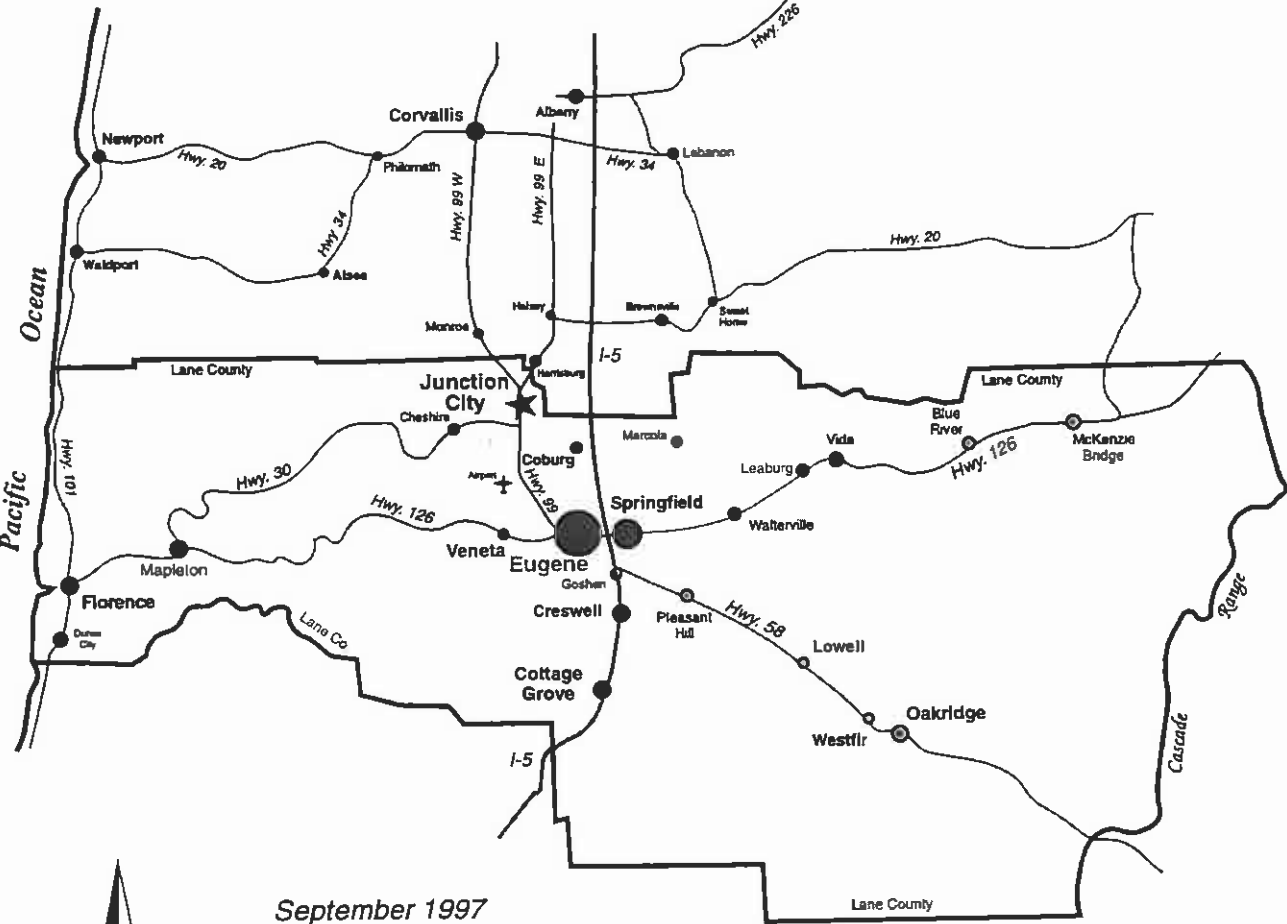 Hwy. 226
Albany
Corvallis
Newport
Hwy. 20
Philomath
Hwy. 34
Lebanon
Hwy. 99 W
Hwy. 99 E
Hwy 34
Alsea
Waldport
Hwy. 20
Ocean
Halsey
Brownsville
Sweet
Home
Monroe
I-5
Harrisburg
Lane County
Lane County
Junction
City
Cheshire
Blue
River
McKenzie
Bridge
Marcola
Vida
Coburg
Leaburg
Hwy. 126
Hwy. 101
Hwy. 30
Airport
Hwy. 99
Springfield
Pacific
Hwy. 126
Walterville
Veneta
Eugene
Mapleton
Goshen
Florence
Creswell
Pleasant
Hill
Hwy. 58
Range
Dunes
City
Lane Co
Lowell
Cottage
Grove
Oakridge
Westfir
Cascade
I-5
September 1997
Lane County